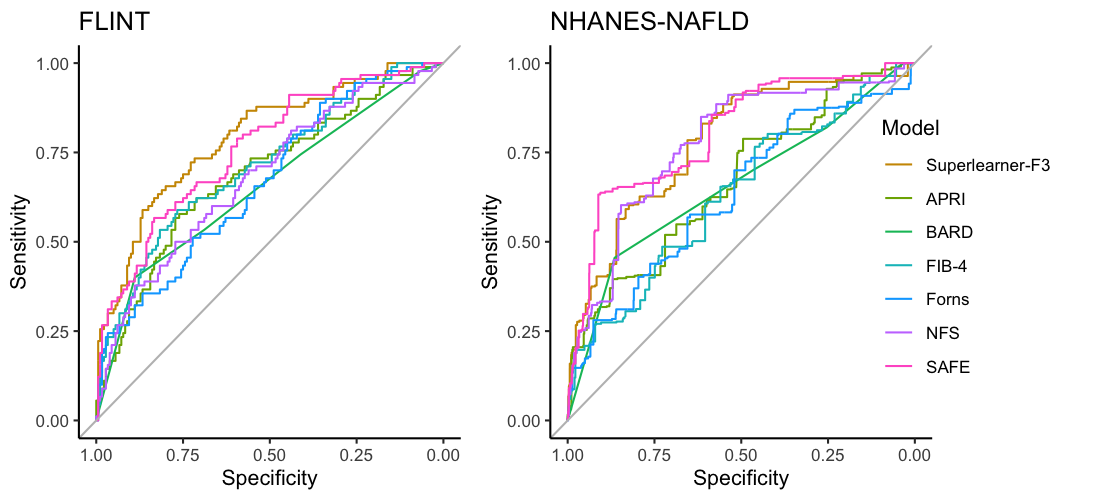 FLINT
NHANES-NAFLD
1.00
0.75
0.50
0.25
0.00
Sensitivity
1.00 0.75 0.50 0.25 0.00
Specificity
1.00
0.75
0.50
0.25
0.00
Sensitivity
1.00 0.75 0.50 0.25 0.00
Specificity
Model
Superlearner-F3
APRI
BARD
FIB-4
Forns
NFS
SAFE